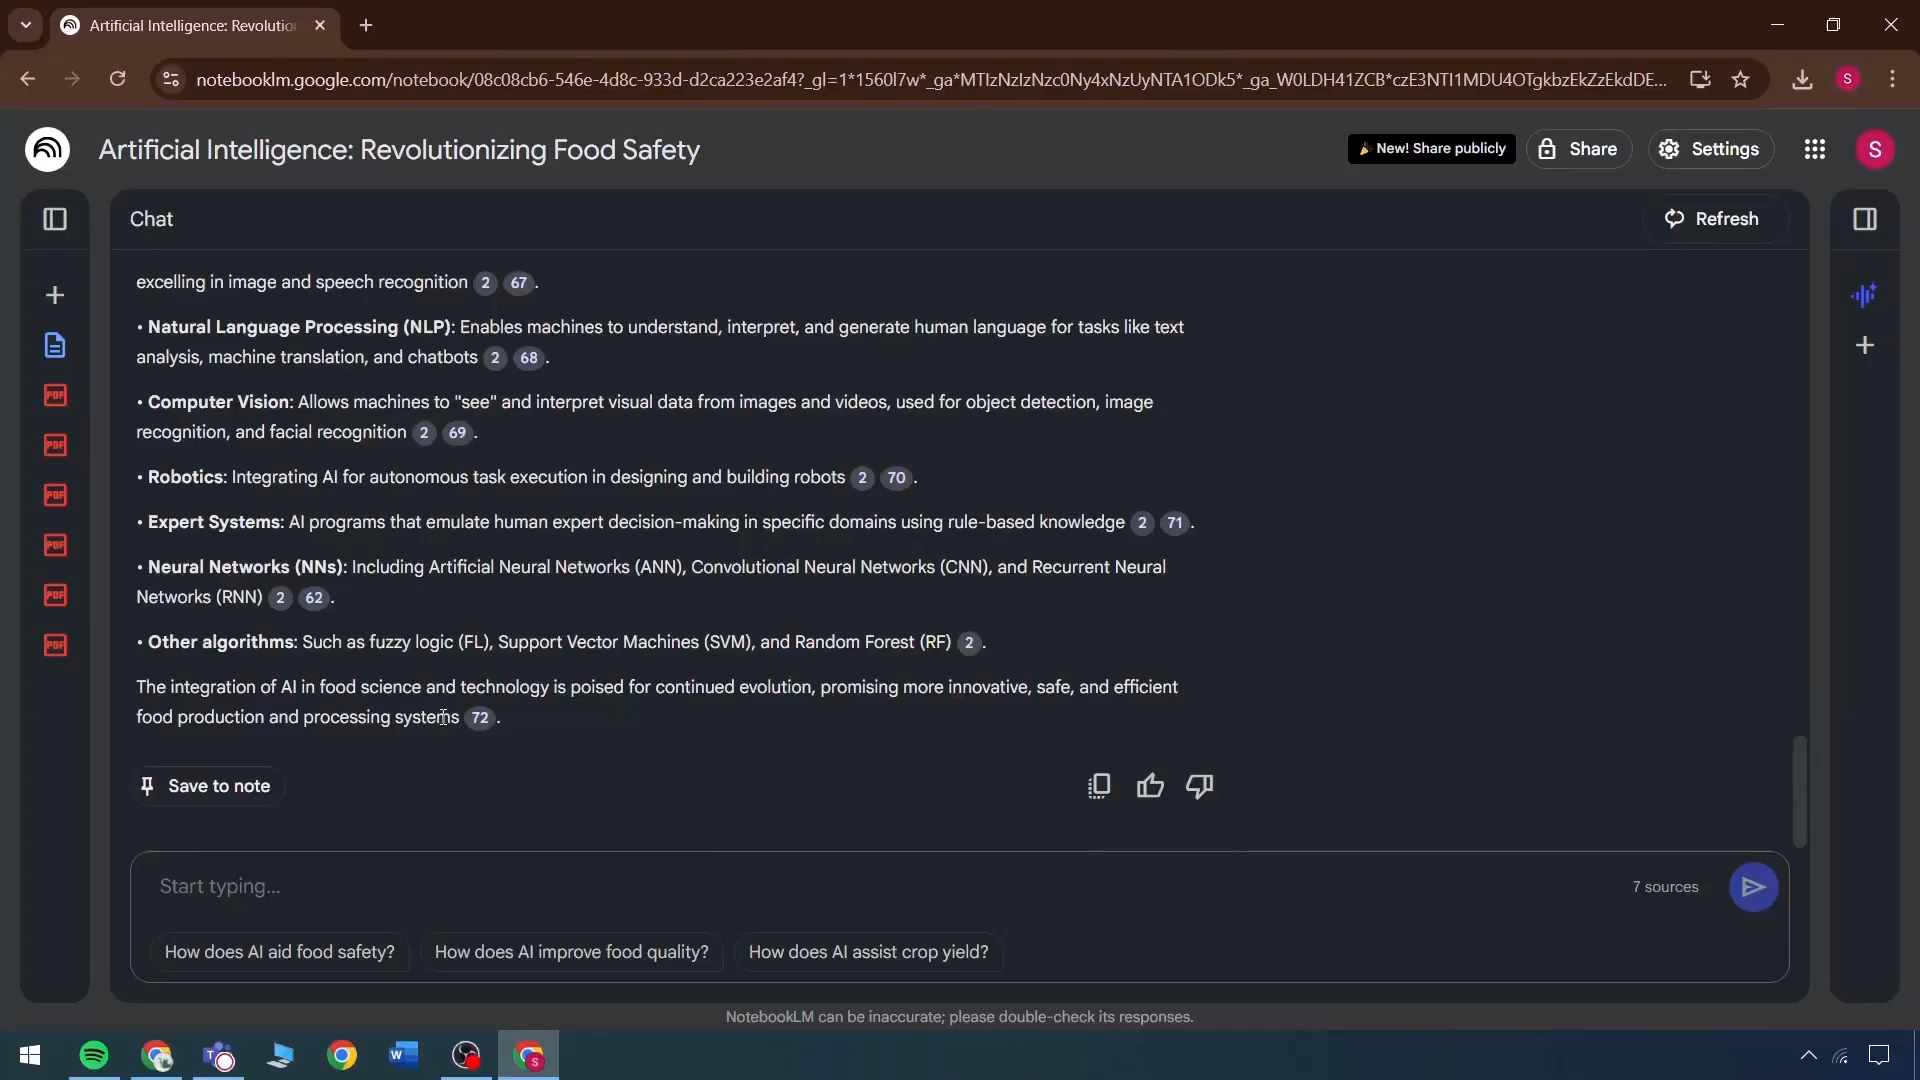 Artificial Intelligence: Revolutio
notebooklm.google.com/notebook/08c08cb6-546e-4d8c-933d-d2ca223e2af4?_gl=1*1560l7w*_ga*MTIzNzIzNzc0Ny4xNzUyNTA1ODk5*_ga_W0LDH41ZCB*czE3NTI1MDU4OTgkbzEkZzEkdDE...
S
Artificial Intelligence: Revolutionizing Food Safety
New! Share publicly
Share
Settings
S
Chat
Refresh
excelling in image and speech recognition 2 67.
• Natural Language Processing (NLP): Enables machines to understand, interpret, and generate human language for tasks like text
analysis, machine translation, and chatbots 2 68.
• Computer Vision: Allows machines to "see" and interpret visual data from images and videos, used for object detection, image
recognition, and facial recognition 2 69.
• Robotics: Integrating AI for autonomous task execution in designing and building robots 2 70.
• Expert Systems: AI programs that emulate human expert decision-making in specific domains using rule-based knowledge 2 71.
• Neural Networks (NNs): Including Artificial Neural Networks (ANN), Convolutional Neural Networks (CNN), and Recurrent Neural
Networks (RNN) 2 62.
• Other algorithms: Such as fuzzy logic (FL), Support Vector Machines (SVM), and Random Forest (RF) 2.
The integration of AI in food science and technology is poised for continued evolution, promising more innovative, safe, and efficient
food production and processing systems 72.
PDF
PDF
PDF
PDF
PDF
PDF
Save to note
Start typing...
7 sources
How does AI aid food safety?
How does AI improve food quality?
How does AI assist crop yield?
NotebookLM can be inaccurate; please double-check its responses.
W
S